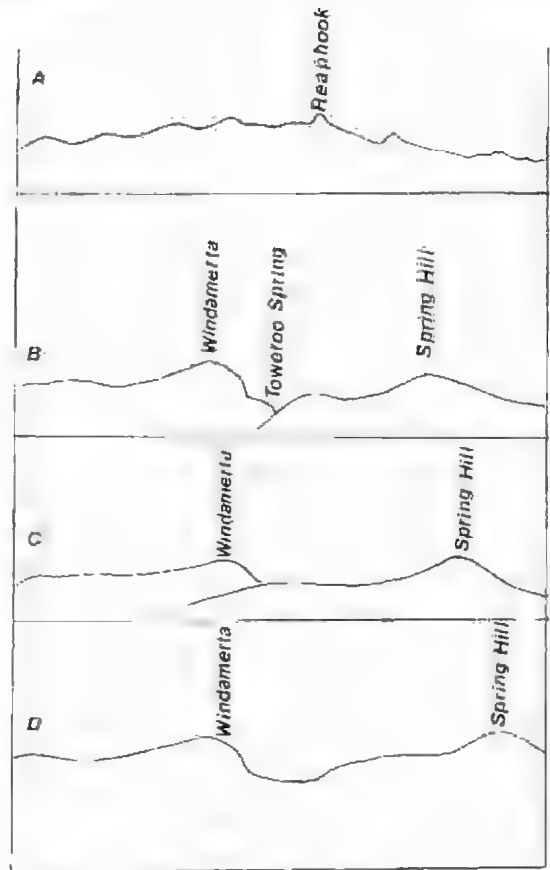 A
Reaphook
B
Windamerta
Toweroo Spring
Spring Hill
C
Windamerta
Spring Hill
D
Windamerta
Spring Hill